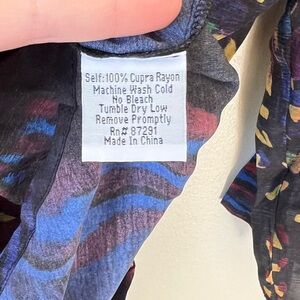 Self:100% Cupra Rayon
Machine Wash Cold
No Bleach
Tumble Dry Low
Remove Promptly
Rn# 87291
Made In China